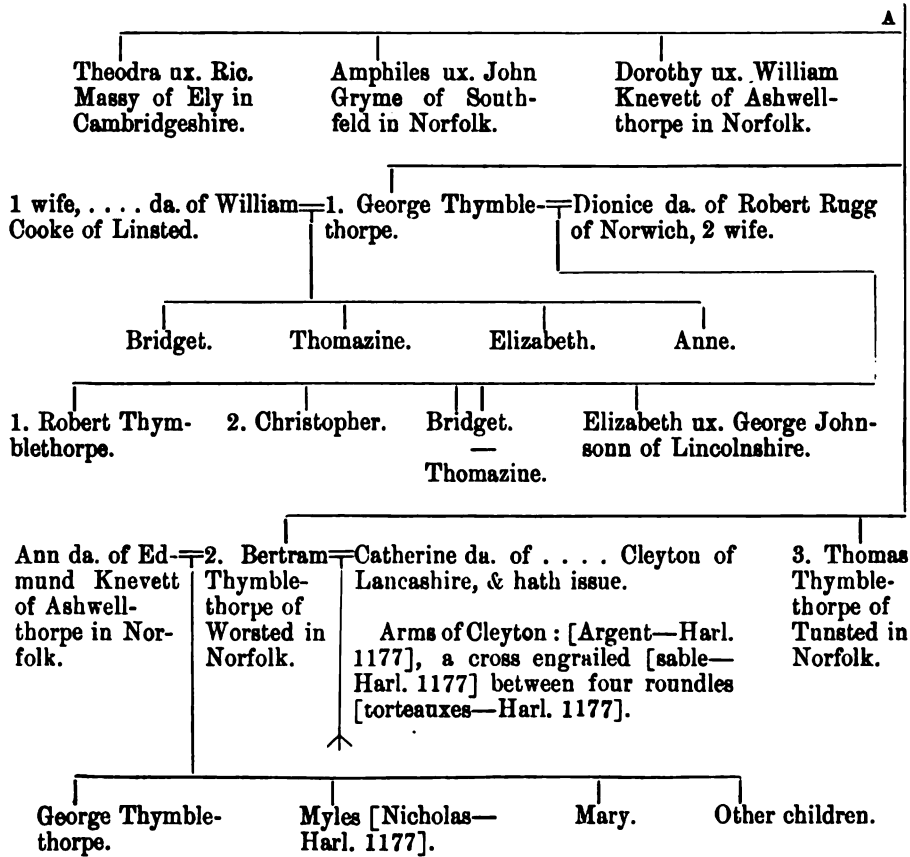 A
Theodra ux. Ric.
Massy of Ely in
Cambridgeshire.
Amphiles ux. John
Gryme of South-
feld in Norfolk.
Dorothy ux. William
Knevett of Ashwell-
thorpe in Norfolk.
1 wife, . . . . da. of William
Cooke of Linsted.
1. George Thymble-
thorpe.
Dionice da. of Robert Rugg
of Norwich, 2 wife.
Bridget.
Thomazine.
Elizabeth.
Anne.
1. Robert Thym-
blethorpe.
2. Christopher.
Bridget.
—
Thomazine.
Elizabeth ux. George John-
sonn of Lincolnshire.
Ann da. of Ed-
mund Knevett
of Ashwell-
thorpe in Nor-
folk.
2. Bertram
Thymble-
thorpe of
Worsted in
Norfolk.
Catherine da. of . . . . Cleyton of
Lancashire, & hath issue.
Arms of Cleyton : [Argent—Harl.
1177], a cross engrailed [sable—
Harl. 1177] between four roundles
[torteauxes—Harl. 1177].
3. Thomas
Thymble-
thorpe of
Tunsted in
Norfolk.
George Thymble-
thorpe.
Myles [Nicholas—
Harl. 1177].
Mary.
Other children.